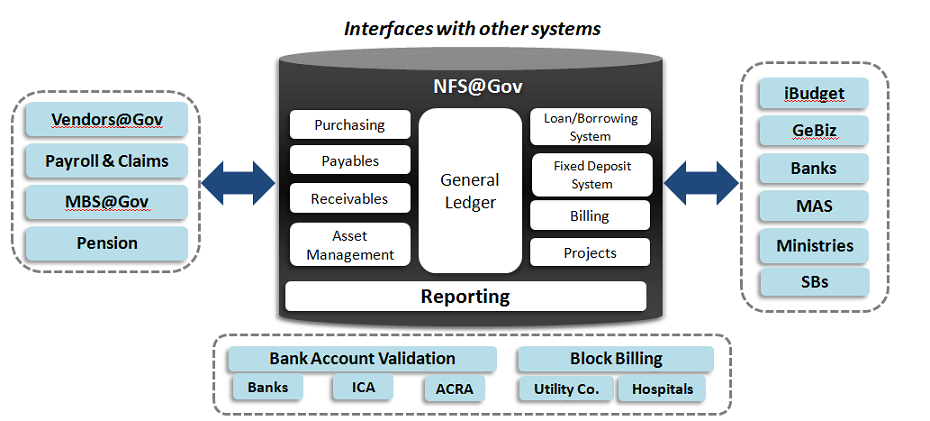 Interfaces with other systems
NFS@Gov
Vendors@Gov
Payroll & Claims
MBS@Gov
Pension
Purchasing
Payables
Receivables
Asset
Management
General
Ledger
Loan/Borrowing
System
Fixed Deposit
System
Billing
Projects
Reporting
iBudget
GeBiz
Banks
MAS
Ministries
SBs
Bank Account Validation
Banks
ICA
ACRA
Block Billing
Utility Co.
Hospitals